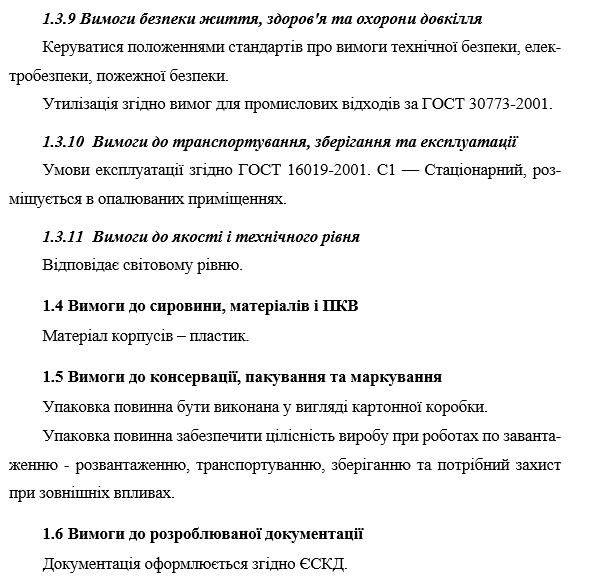 1.3.9 Вимоги безпеки життя, здоров'я та охорони довкілля
Керуватися положеннями стандартів про вимоги технічної безпеки, елек-
тробезпеки, пожежної безпеки.
Утилізація згідно вимог для промислових відходів за ГОСТ 30773-2001.
1.3.10 Вимоги до транспортування, зберігання та експлуатації
Умови експлуатації згідно ГОСТ 16019-2001. С1 — Стаціонарний, роз-
міщується в опалюваних приміщеннях.
1.3.11 Вимоги до якості і технічного рівня
Відповідає світовому рівню.
1.4 Вимоги до сировини, матеріалів і ПКВ
Матеріал корпусів – пластик.
1.5 Вимоги до консервації, пакування та маркування
Упаковка повинна бути виконана у вигляді картонної коробки.
Упаковка повинна забезпечити цілісність виробу при роботах по заванта-
женню - розвантаженню, транспортуванню, зберіганню та потрібний захист
при зовнішніх впливах.
1.6 Вимоги до розроблюваної документації
Документація оформлюється згідно ЄСКД.